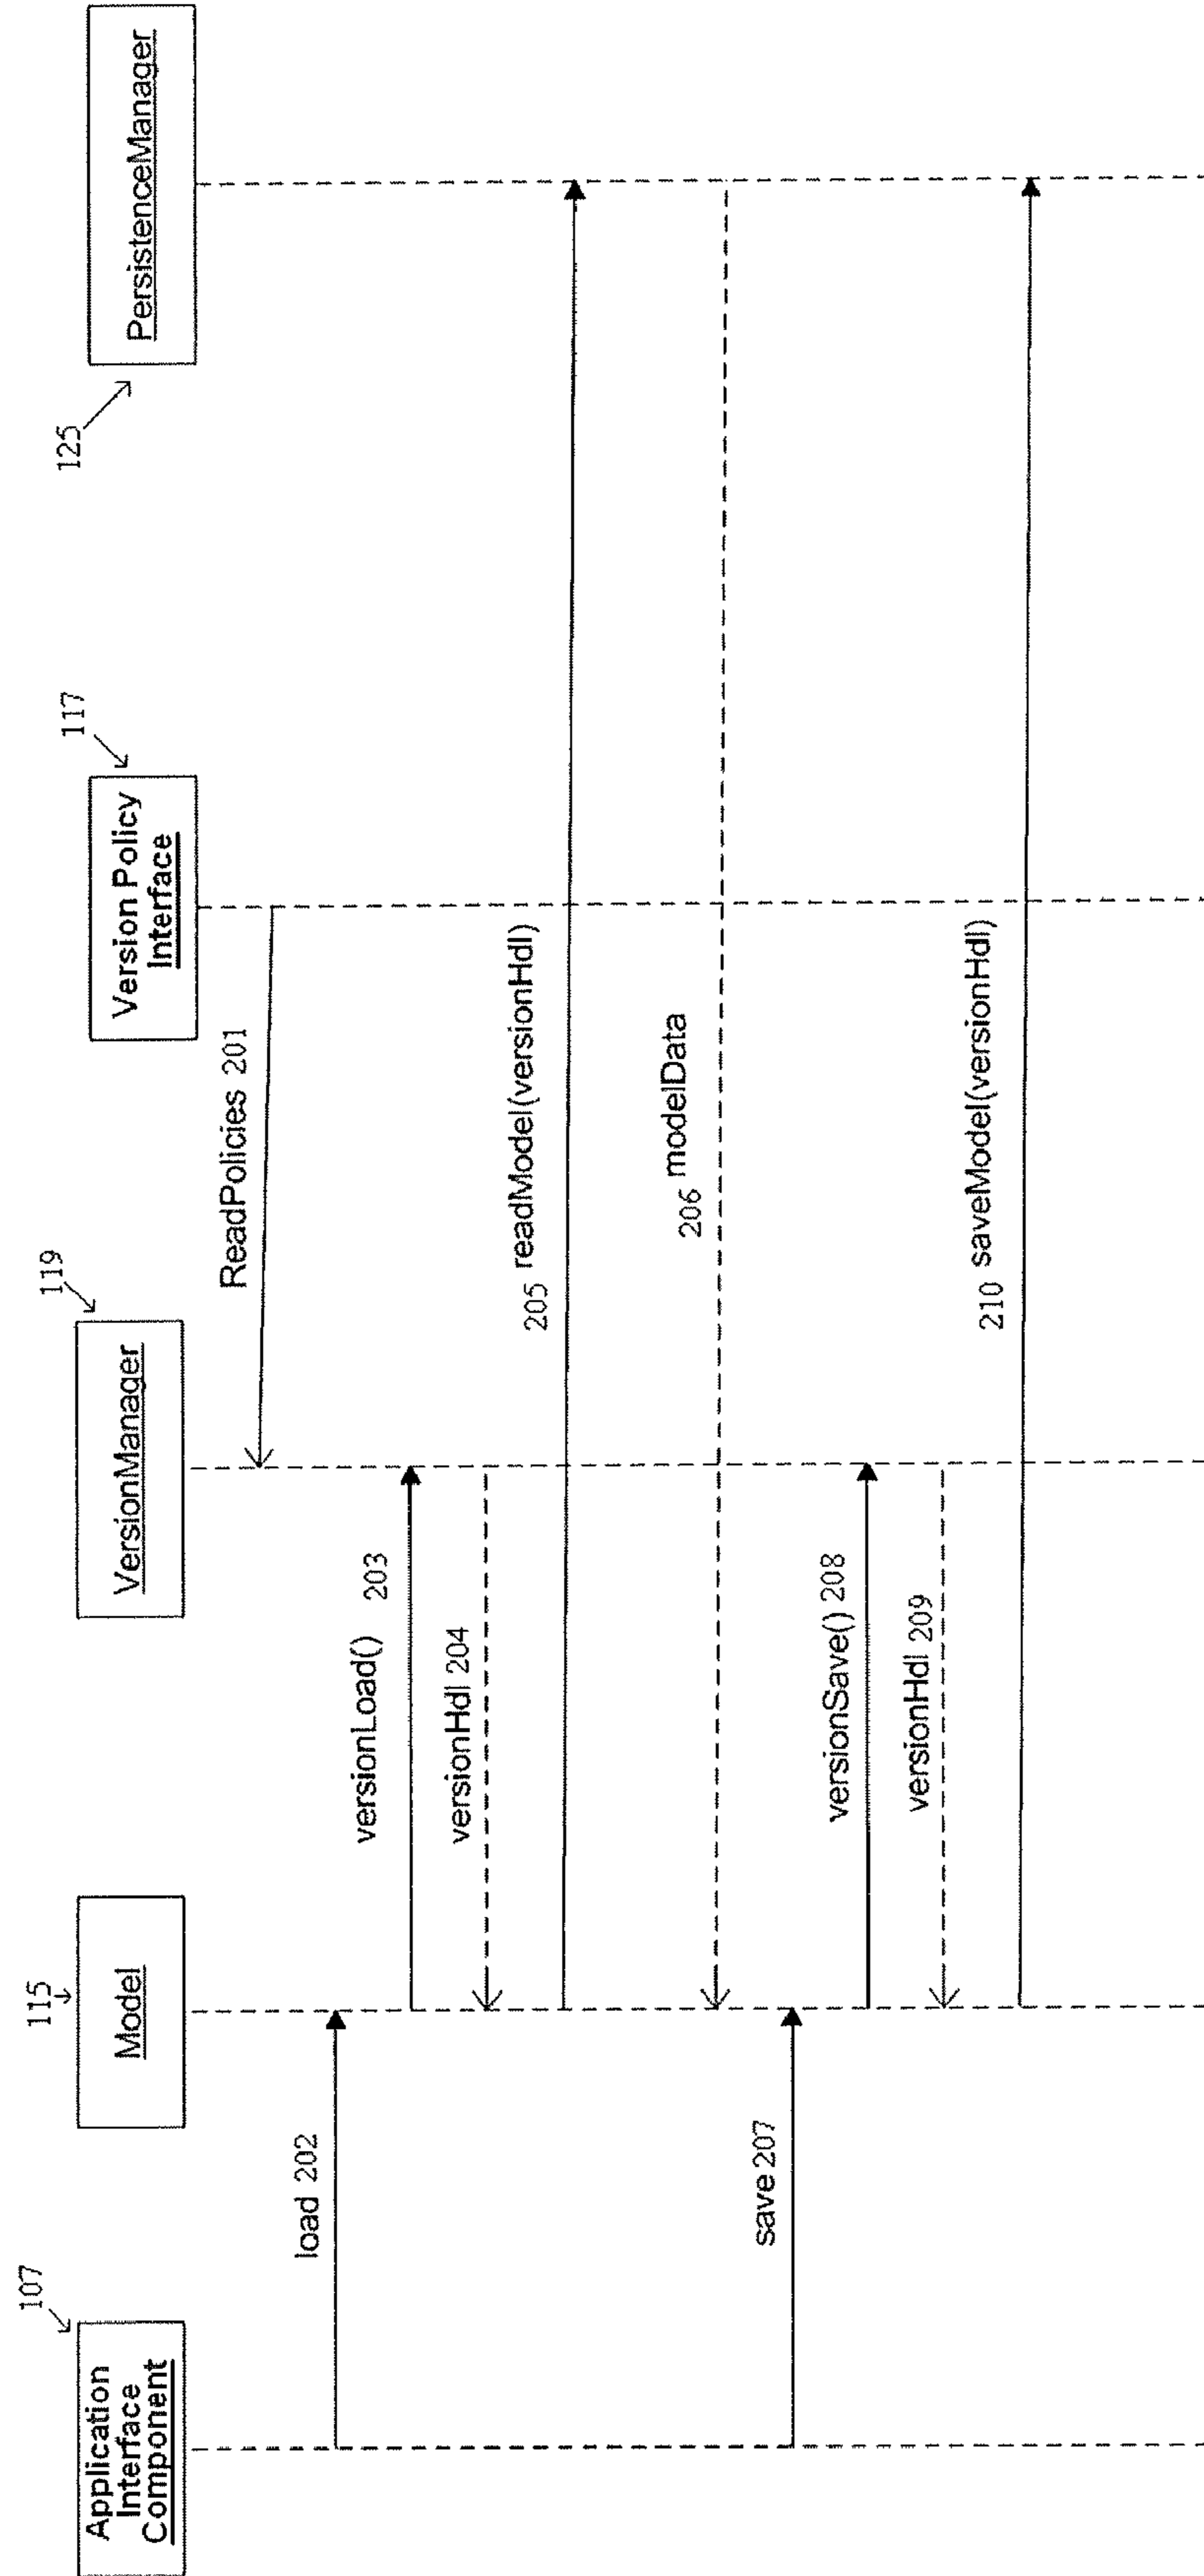 107
115
119
117
125
Application
Interface
Component
Model
VersionManager
Version Policy
Interface
PersistenceManager
ReadPolicies 201
load 202
versionLoad() 203
versionHdl 204
205 readModel(versionHdl)
206 modelData
save 207
versionSave() 208
versionHdl 209
210 saveModel(versionHdl)